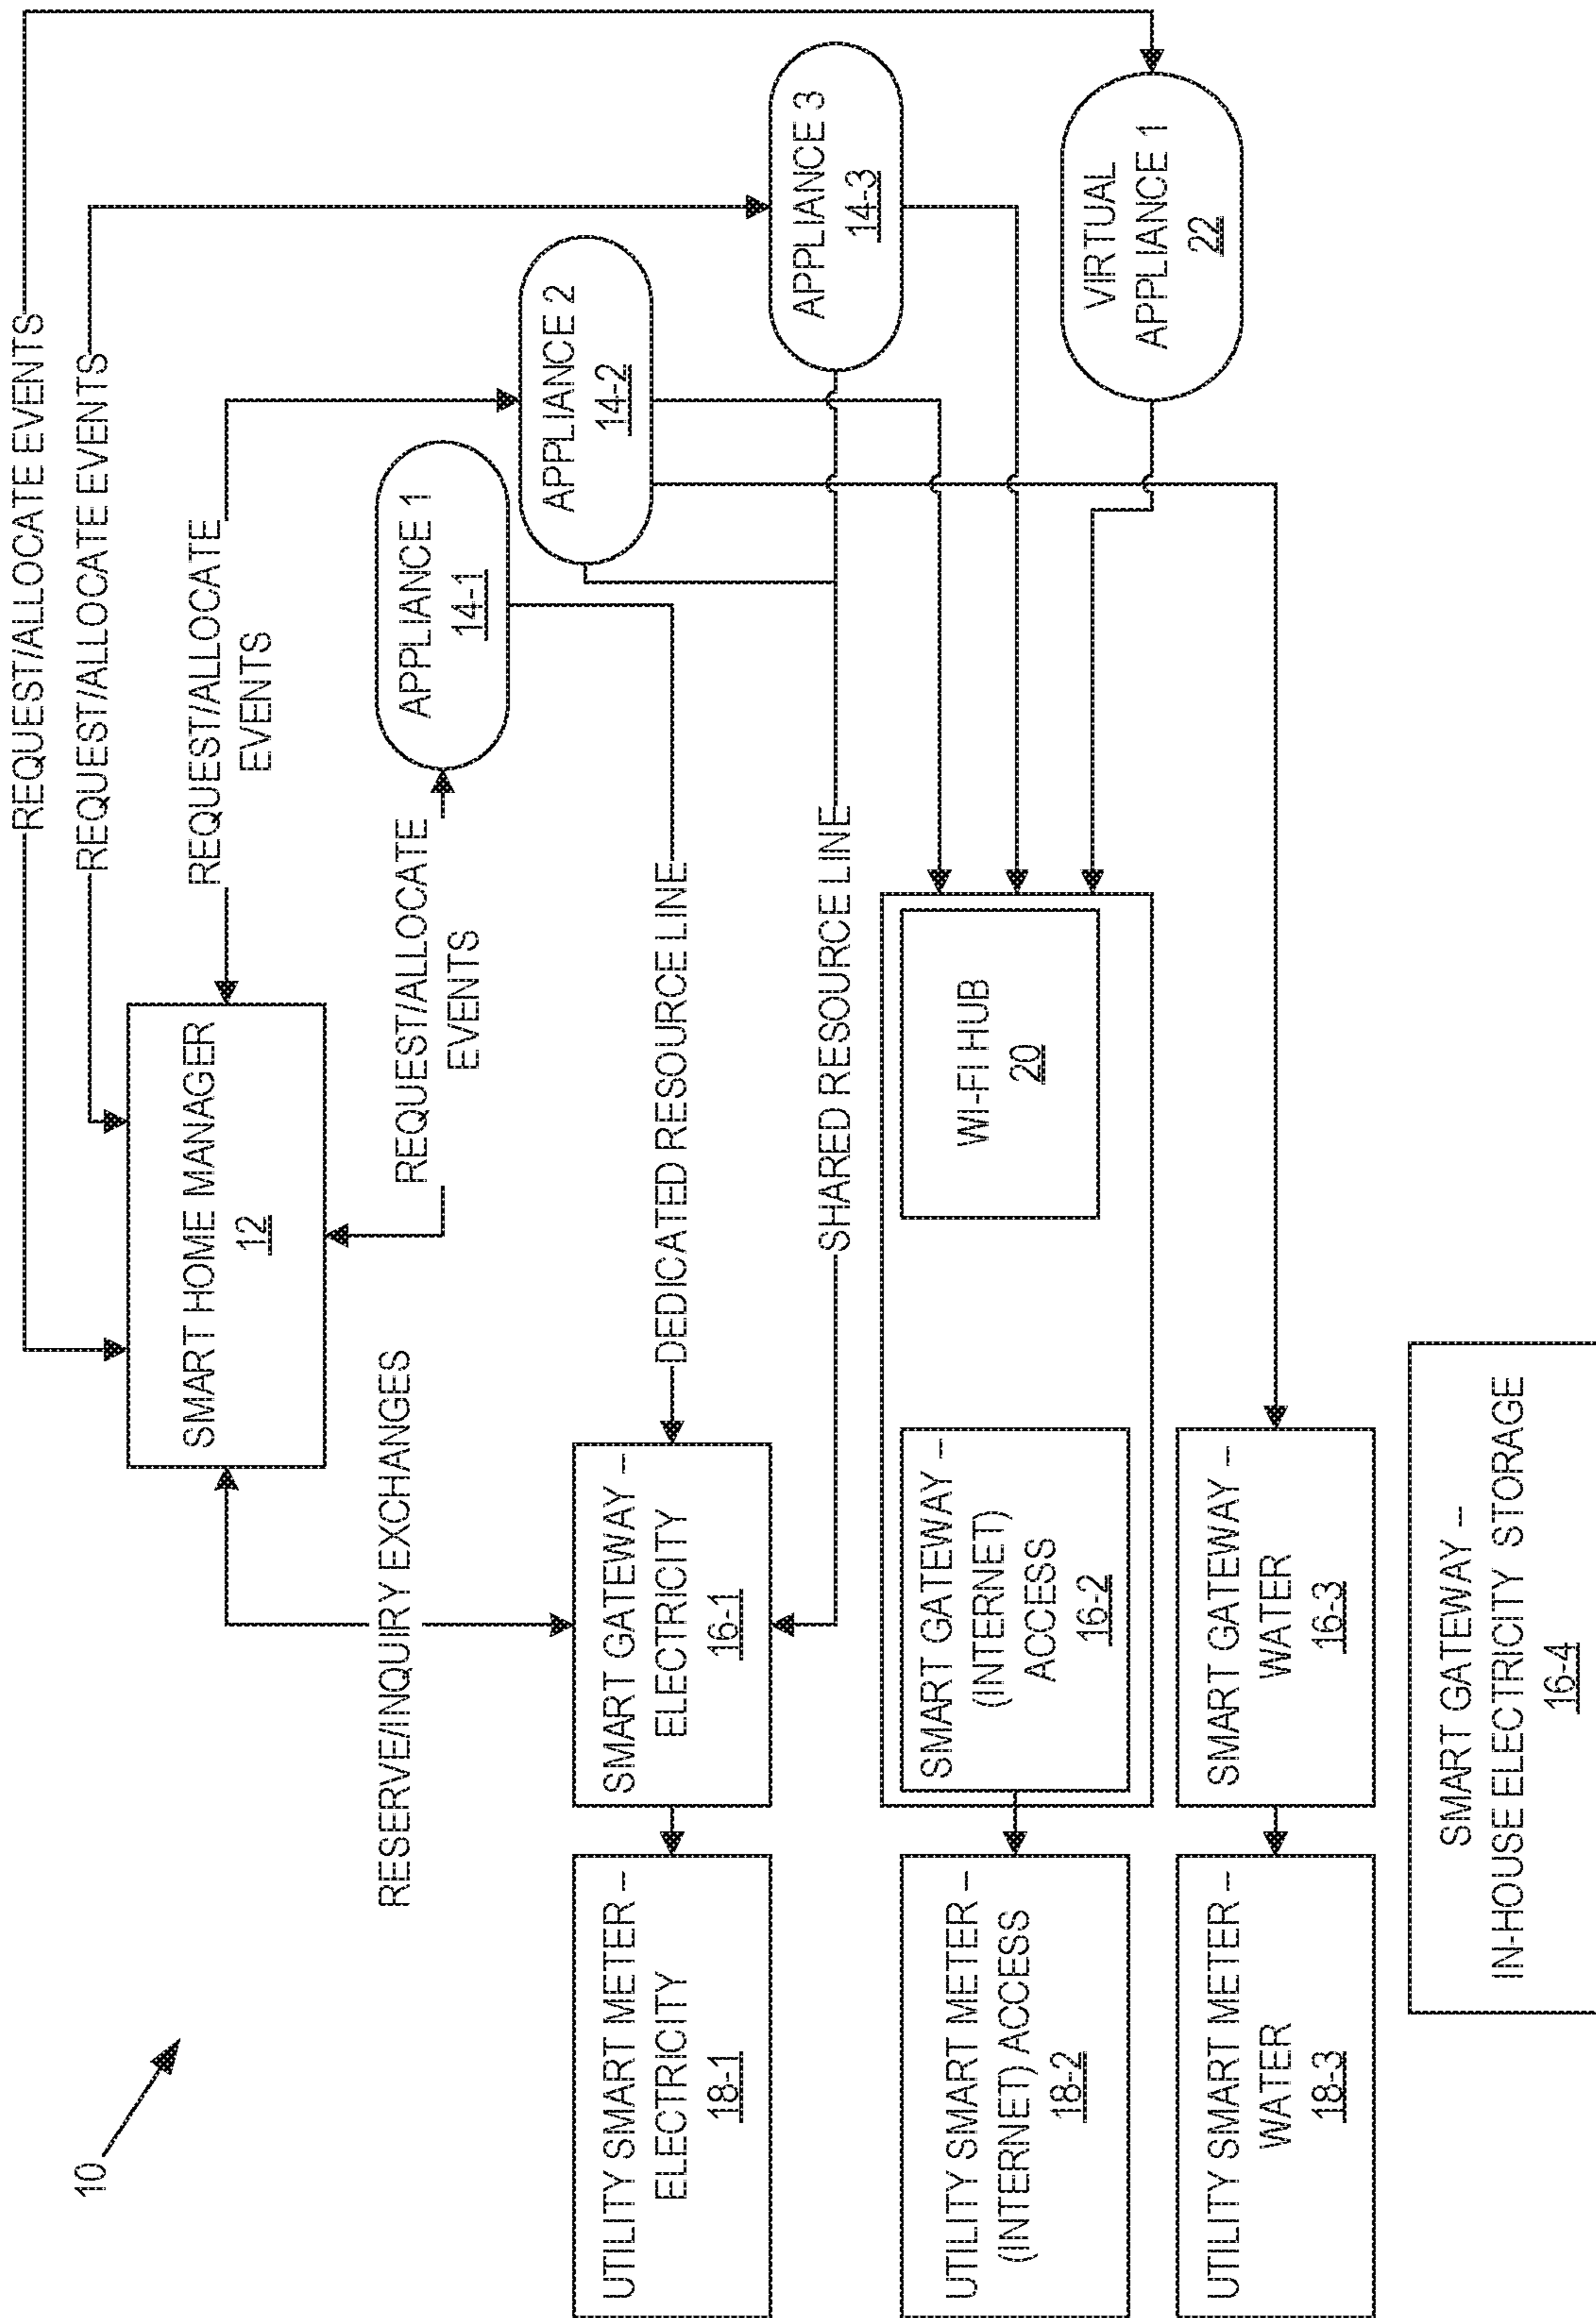 10
REQUEST/ALLOCATE EVENTS
REQUEST/ALLOCATE EVENTS
REQUEST/ALLOCATE
EVENTS
SMART HOME MANAGER
12
REQUEST/ALLOCATE
EVENTS
RESERVE/INQUIRY EXCHANGES
APPLIANCE 1
14-1
APPLIANCE 2
14-2
APPLIANCE 3
14-3
VIRTUAL
APPLIANCE 1
22
DEDICATED RESOURCE LINE
SHARED RESOURCE LINE
UTILITY SMART METER –
ELECTRICITY
18-1
SMART GATEWAY –
ELECTRICITY
16-1
UTILITY SMART METER –
(INTERNET) ACCESS
18-2
SMART GATEWAY –
(INTERNET)
ACCESS
16-2
WI-FI HUB
20
UTILITY SMART METER –
WATER
18-3
SMART GATEWAY –
WATER
16-3
SMART GATEWAY –
IN-HOUSE ELECTRICITY STORAGE
16-4